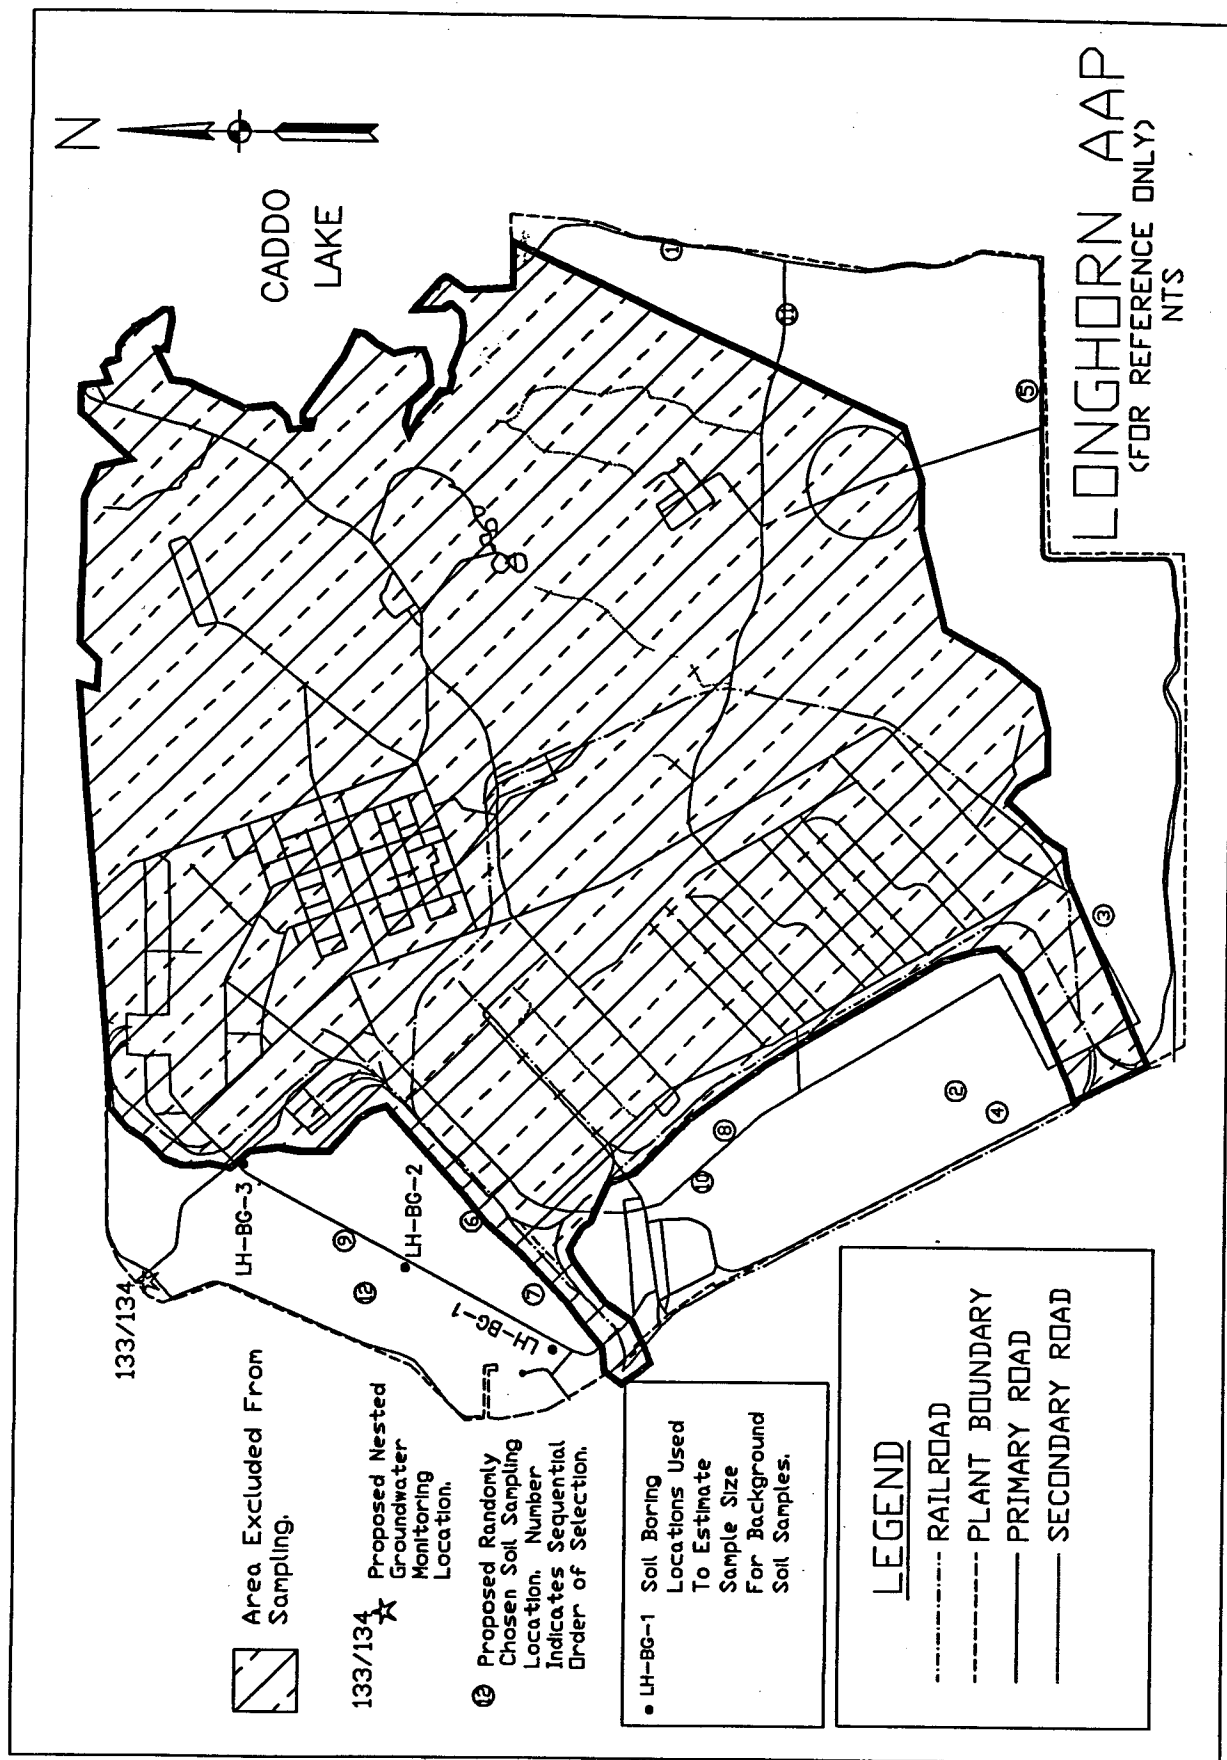 N
CADDO
LAKE
LONGHORN AAP
(FOR REFERENCE ONLY)
NTS
133/134
LH-BG-3
LH-BG-2
LH-BG-1
1
11
5
3
2
4
8
10
6
7
9
12
Area Excluded From
Sampling.
133/134
Proposed Nested
Groundwater
Monitoring
Location.
12 Proposed Randomly
Chosen Soil Sampling
Location. Number
Indicates Sequential
Order of Selection.
LH-BG-1 Soil Boring
Locations Used
To Estimate
Sample Size
For Background
Soil Samples.
LEGEND
RAILROAD
PLANT BOUNDARY
PRIMARY ROAD
SECONDARY ROAD